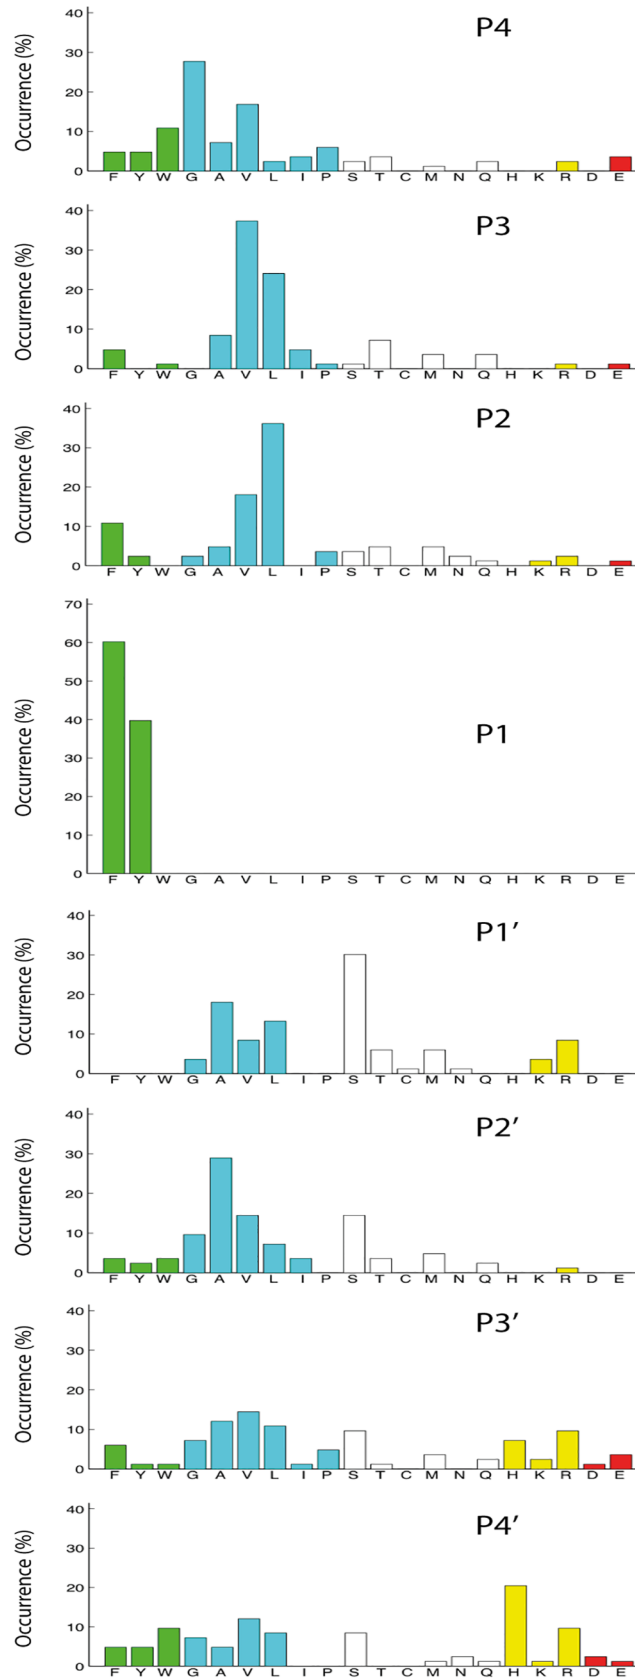 P4
Occurrence (%)
40
30
20
10
0
F Y W G A V L I P S T C M N Q H K R D E
P3
Occurrence (%)
40
30
20
10
0
F Y W G A V L I P S T C M N Q H K R D E
P2
Occurrence (%)
40
30
20
10
0
F Y W G A V L I P S T C M N Q H K R D E
P1
Occurrence (%)
70
60
50
40
30
20
10
0
F Y W G A V L I P S T C M N Q H K R D E
P1′
Occurrence (%)
40
30
20
10
0
F Y W G A V L I P S T C M N Q H K R D E
P2′
Occurrence (%)
40
30
20
10
0
F Y W G A V L I P S T C M N Q H K R D E
P3′
Occurrence (%)
40
30
20
10
0
F Y W G A V L I P S T C M N Q H K R D E
P4′
Occurrence (%)
40
30
20
10
0
F Y W G A V L I P S T C M N Q H K R D E